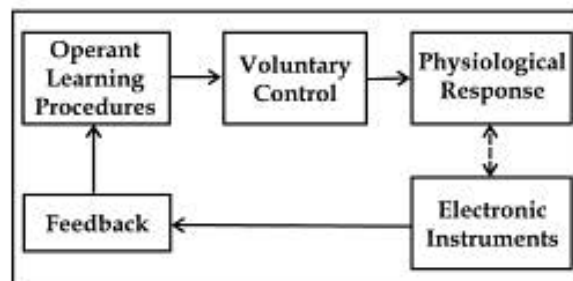 Operant
Learning
Procedures
Voluntary
Control
Physiological
Response
Feedback
Electronic
Instruments